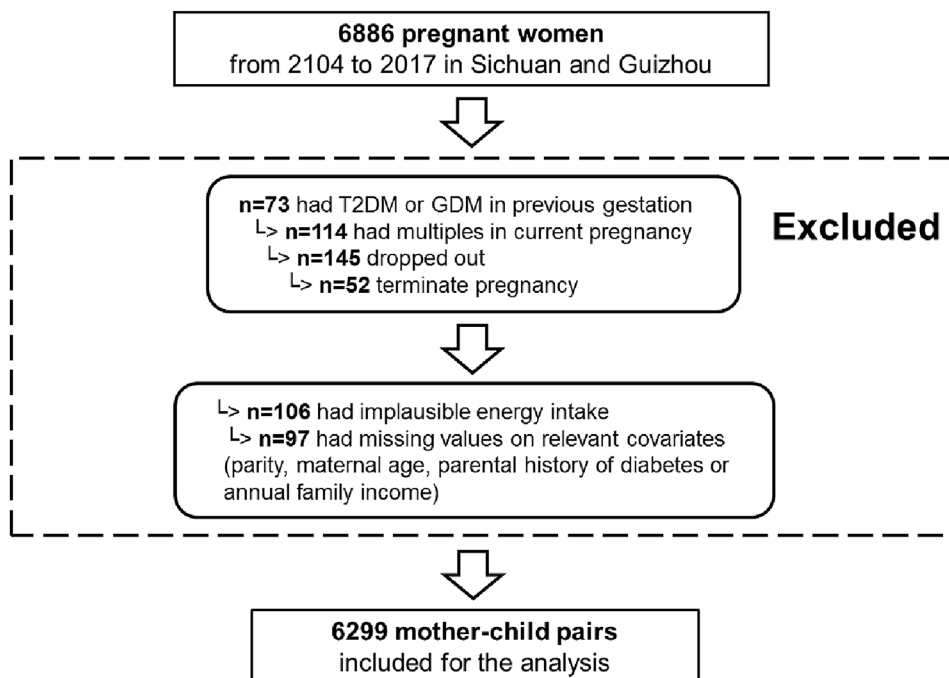 6886 pregnant women
from 2104 to 2017 in Sichuan and Guizhou
Excluded
n=73 had T2DM or GDM in previous gestation
n=114 had multiples in current pregnancy
n=145 dropped out
n=52 terminate pregnancy
n=106 had implausible energy intake
n=97 had missing values on relevant covariates
(parity, maternal age, parental history of diabetes or
annual family income)
6299 mother-child pairs
included for the analysis